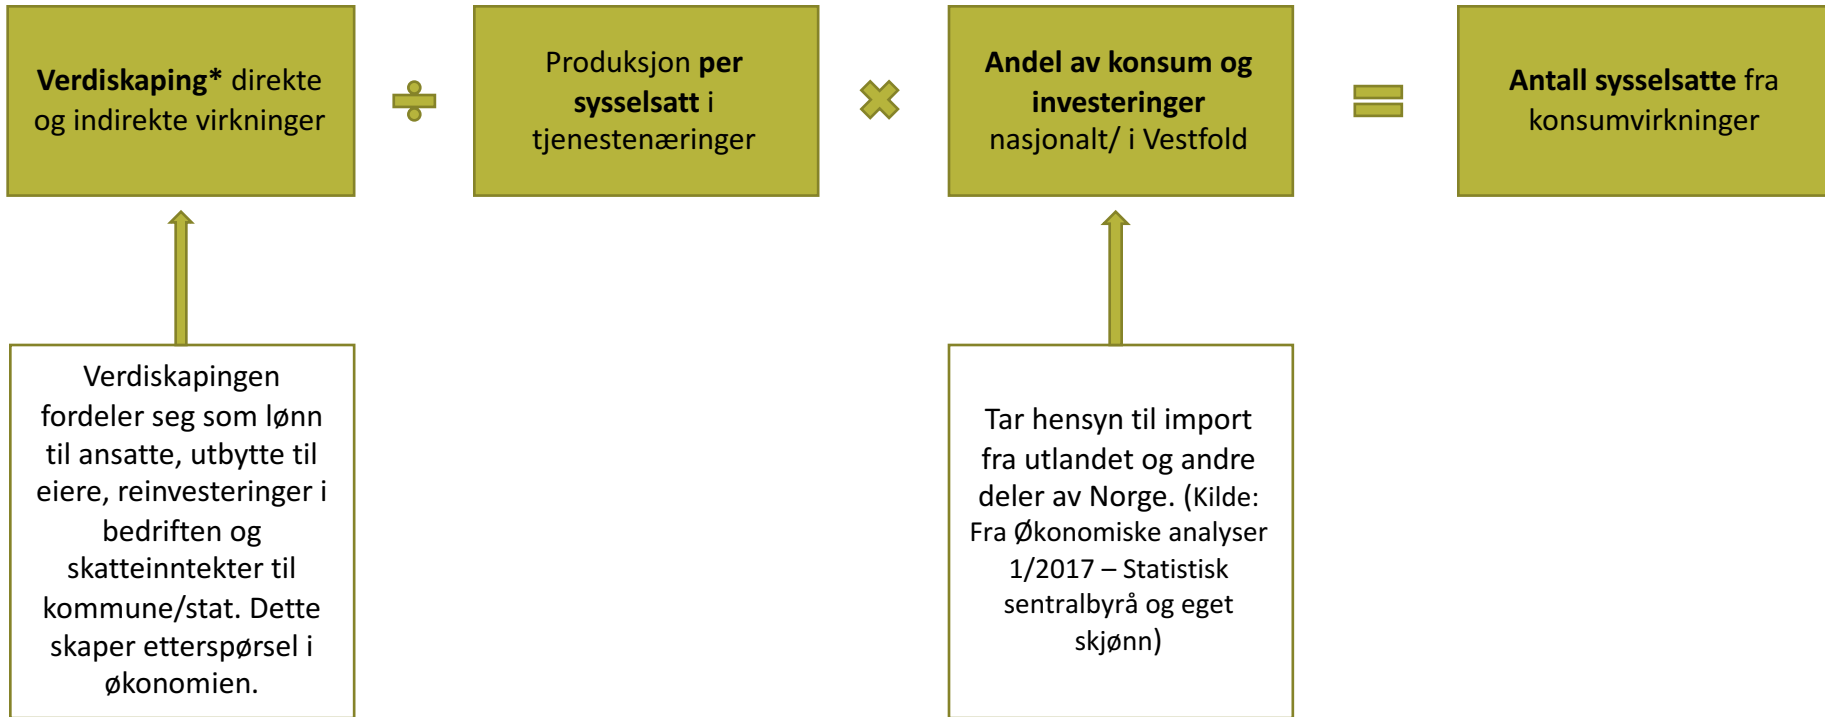 Verdiskaping* direkte
og indirekte virkninger
Produksjon per
sysselsatt i
tjenestenæringer
Andel av konsum og
investeringer
nasjonalt/ i Vestfold
Antall sysselsatte fra
konsumvirkninger
Verdiskapingen
fordeler seg som lønn
til ansatte, utbytte til
eiere, reinvesteringer i
bedriften og
skatteinntekter til
kommune/stat. Dette
skaper etterspørsel i
økonomien.
Tar hensyn til import
fra utlandet og andre
deler av Norge. (Kilde:
Fra Økonomiske analyser
1/2017 – Statistisk
sentralbyrå og eget
skjønn)